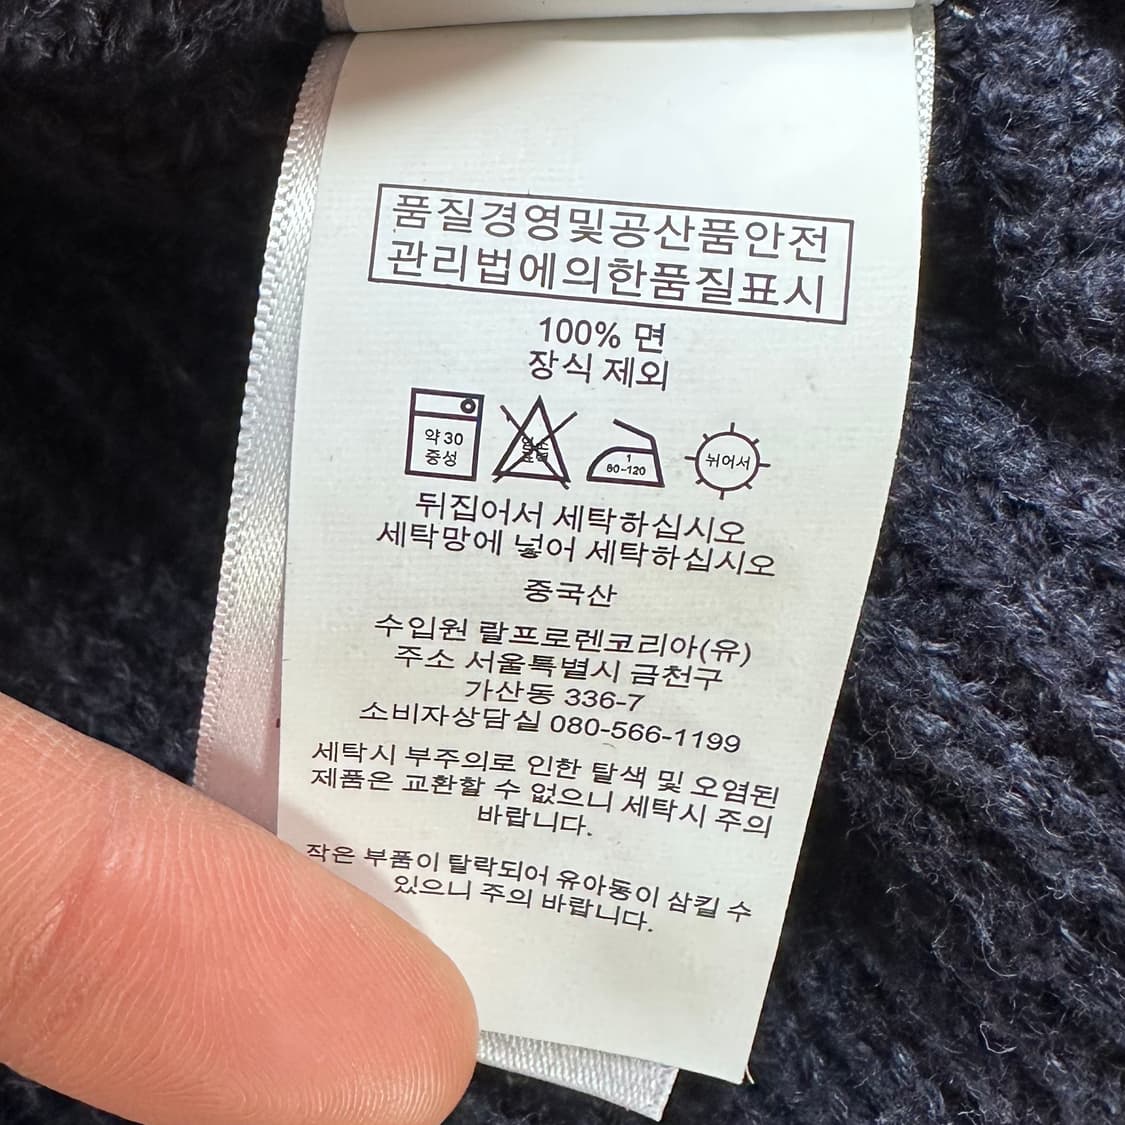 품질경영및공산품안전
관리법에의한품질표시
100% 면
장식 제외
약 30
중성
염소
표백
1
80-120
뉘어서
뒤집어서 세탁하십시오
세탁망에 넣어 세탁하십시오
중국산
수입원 랄프로렌코리아(유)
주소 서울특별시 금천구
가산동 336-7
소비자상담실 080-566-1199
세탁시 부주의로 인한 탈색 및 오염된
제품은 교환할 수 없으니 세탁시 주의
바랍니다.
작은 부품이 탈락되어 유아동이 삼킬 수
있으니 주의 바랍니다.